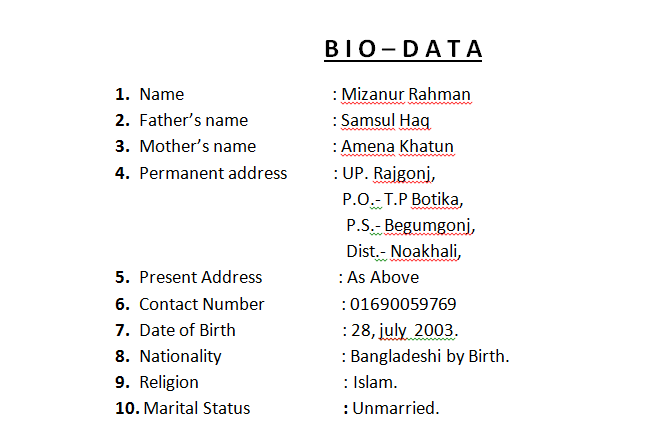 BIO–DATA
1. Name : Mizanur Rahman
2. Father’s name : Samsul Haq
3. Mother’s name : Amena Khatun
4. Permanent address : UP. Rajgonj,
P.O.- T.P Botika,
P.S.- Begumgonj,
Dist.- Noakhali,
5. Present Address : As Above
6. Contact Number : 01690059769
7. Date of Birth : 28, july 2003.
8. Nationality : Bangladeshi by Birth.
9. Religion : Islam.
10. Marital Status : Unmarried.